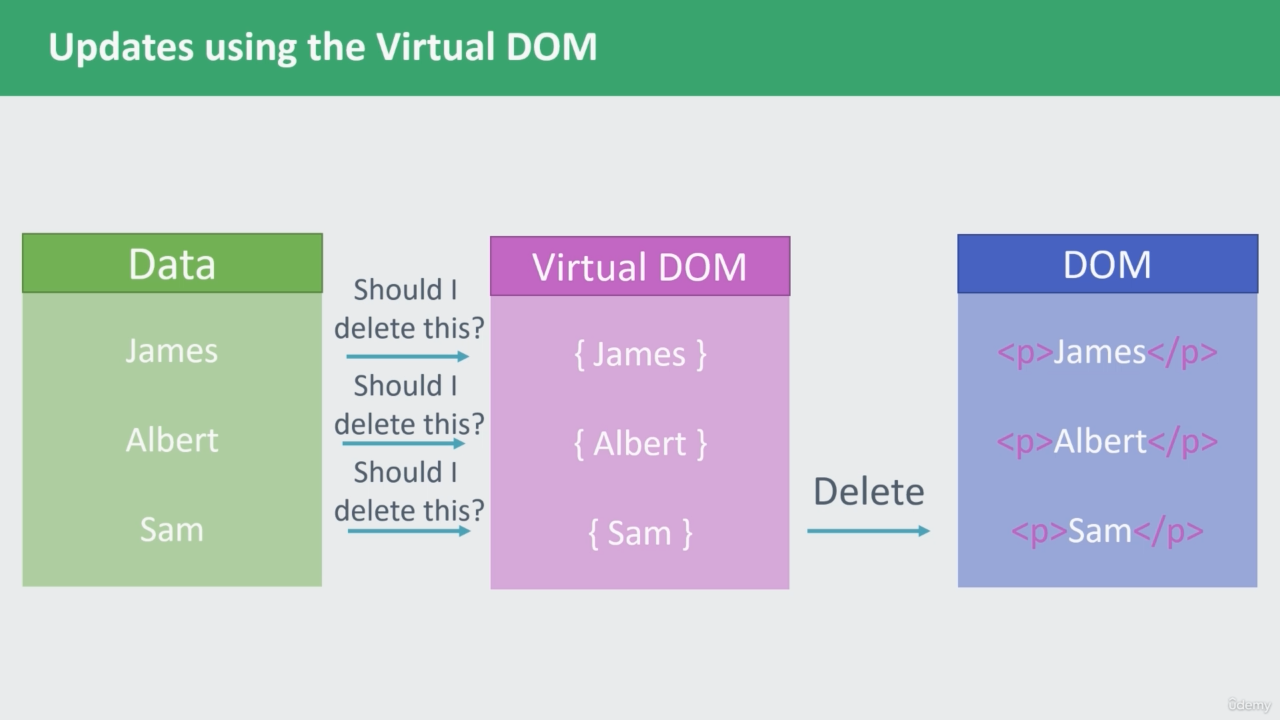 Updates using the Virtual DOM
Data
James
Albert
Sam
Should I
delete this?
Should I
delete this?
Should I
delete this?
Virtual DOM
{ James }
{ Albert }
{ Sam }
Delete
DOM
<p>James</p>
<p>Albert</p>
<p>Sam</p>
ûdemy